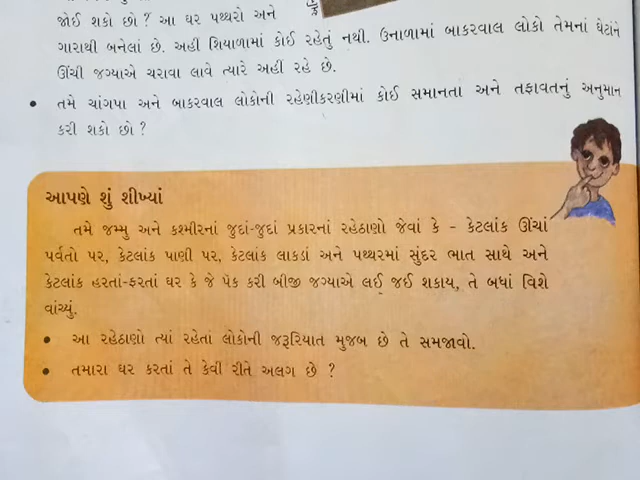 જોઈ શકો છો? આ ઘર પથ્થરો અને
ગારાથી બનેલાં છે. અહીં શિયાળામાં કોઈ રહેતું નથી. ઉનાળામાં બાકરવાલ લોકો તેમનાં ઘેટાંને
ઊંચી જગ્યાએ ચરાવા લાવે ત્યારે અહીં રહે છે.
• તમે ચાંગપા અને બાકરવાલ લોકોની રહેણીકરણીમાં કોઈ સમાનતા અને તફાવતનું અનુમાન
કરી શકો છો ?
આપણે શું શીખ્યાં
તમે જમ્મુ અને કશ્મીરનાં જુદાં-જુદાં પ્રકારનાં રહેઠાણો જેવાં કે - કેટલાંક ઊંચાં
પર્વતો પર, કેટલાંક પાણી પર, કેટલાંક લાકડાં અને પથ્થરમાં સુંદર ભાત સાથે અને
કેટલાંક હરતાં-ફરતાં ઘર કે જે પૅક કરી બીજી જગ્યાએ લઈ જઈ શકાય, તે બધાં વિશે
વાંચ્યું.
• આ રહેઠાણો ત્યાં રહેતાં લોકોની જરૂરિયાત મુજબ છે તે સમજાવો.
• તમારા ઘર કરતાં તે કેવી રીતે અલગ છે ?